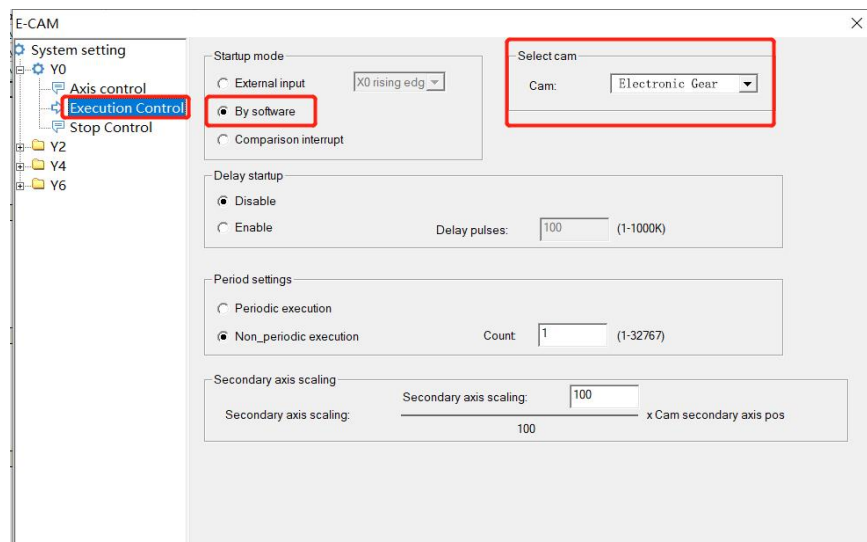 E-CAM
System setting
Y0
Axis control
Execution Control
Stop Control
Y2
Y4
Y6
Startup mode
External input X0 rising edg
By software
Comparison interrupt
Select cam
Cam: Electronic Gear
Delay startup
Disable
Enable Delay pulses: 100 (1-1000K)
Period settings
Periodic execution
Non_periodic execution Count: 1 (1-32767)
Secondary axis scaling
Secondary axis scaling: 100
Secondary axis scaling: x Cam secondary axis pos
100